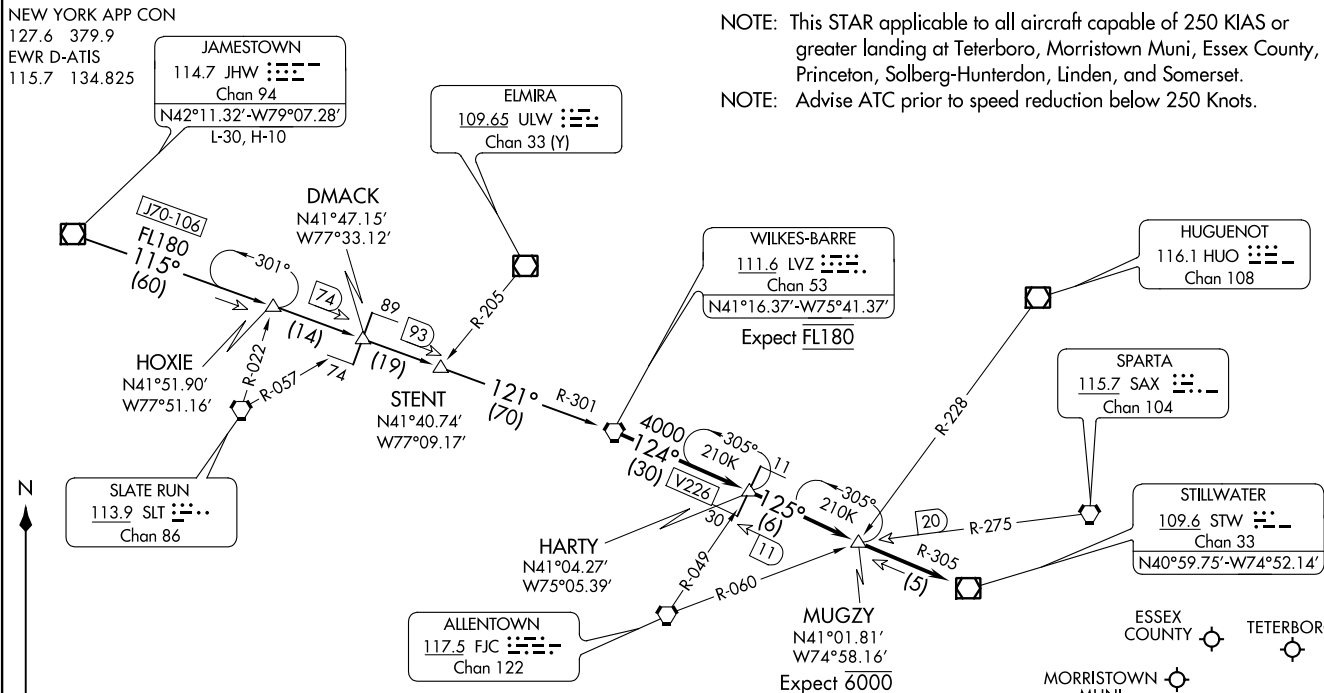 NEW YORK APP CON
127.6 379.9
EWR D-ATIS
115.7 134.825
NOTE: This STAR applicable to all aircraft capable of 250 KIAS or
greater landing at Teterboro, Morristown Muni, Essex County,
Princeton, Solberg-Hunterdon, Linden, and Somerset.
NOTE: Advise ATC prior to speed reduction below 250 Knots.
JAMESTOWN
114.7 JHW
Chan 94
N42°11.32'-W79°07.28'
L-30, H-10
ELMIRA
109.65 ULW
Chan 33 (Y)
DMACK
N41°47.15'
W77°33.12'
J70-106
FL180
115°
(60)
301°
74
(14)
89
93
(19)
R-205
HOXIE
N41°51.90'
W77°51.16'
R-022
R-057
74
STENT
N41°40.74'
W77°09.17'
121°
(70)
R-301
WILKES-BARRE
111.6 LVZ
Chan 53
N41°16.37'-W75°41.37'
Expect FL180
HUGUENOT
116.1 HUO
Chan 108
R-228
SPARTA
115.7 SAX
Chan 104
4000
124°
(30)
305°
210K
11
V226
30
125°
(6)
305°
210K
11
20
R-275
R-305
(5)
SLATE RUN
113.9 SLT
Chan 86
N
HARTY
N41°04.27'
W75°05.39'
R-049
R-060
STILLWATER
109.6 STW
Chan 33
N40°59.75'-W74°52.14'
ALLENTOWN
117.5 FJC
Chan 122
MUGZY
N41°01.81'
W74°58.16'
Expect 6000
ESSEX
COUNTY
TETERBOR
MORRISTOWN
MUNI